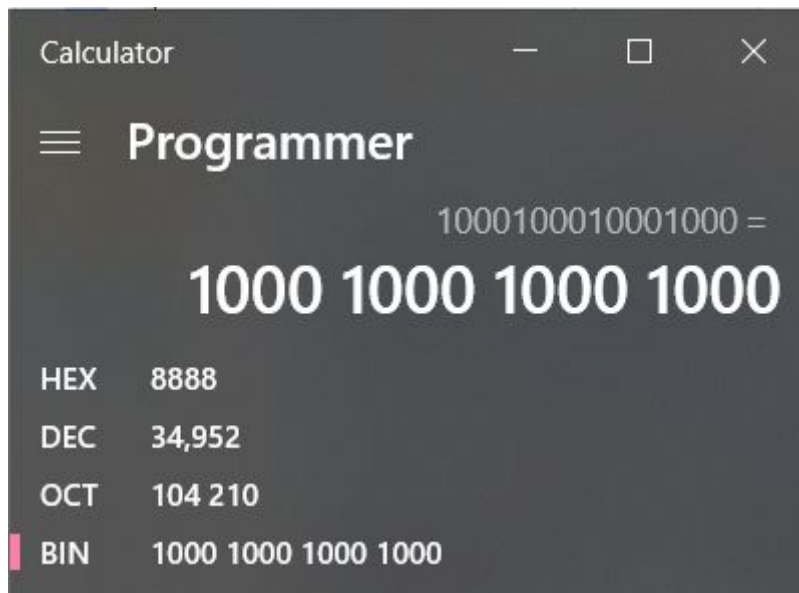 Calculator
Programmer
1000100010001000 =
1000 1000 1000 1000
HEX 8888
DEC 34,952
OCT 104 210
BIN 1000 1000 1000 1000